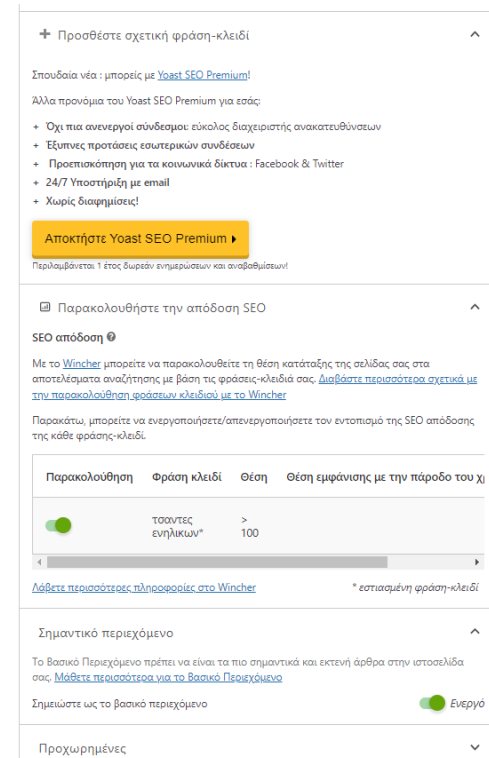 Προσθέστε σχετική φράση-κλειδί
Σπουδαία νέα : μπορείς με Yoast SEO Premium!
Άλλα προνόμια του Yoast SEO Premium για εσάς:
+ Όχι πια ανενεργοί σύνδεσμοι: εύκολος διαχειριστής ανακατευθύνσεων
+ Έξυπνες προτάσεις εσωτερικών συνδέσεων
+ Προεπισκόπηση για τα κοινωνικά δίκτυα : Facebook & Twitter
+ 24/7 Υποστήριξη με email
+ Χωρίς διαφημίσεις!
Αποκτήστε Yoast SEO Premium
Περιλαμβάνεται 1 έτος δωρεάν ενημερώσεων και αναβαθμίσεων!
Παρακολουθήστε την απόδοση SEO
SEO απόδοση
Με το Wincher μπορείτε να παρακολουθείτε τη θέση κατάταξης της σελίδας σας στα
αποτελέσματα αναζήτησης με βάση τις φράσεις-κλειδιά σας. Διαβάστε περισσότερα σχετικά με
την παρακολούθηση φράσεων κλειδιού με το Wincher
Παρακάτω, μπορείτε να ενεργοποιήσετε/απενεργοποιήσετε τον εντοπισμό της SEO απόδοσης
της κάθε φράσης-κλειδί.
Παρακολούθηση Φράση κλειδί Θέση Θέση εμφάνισης με την πάροδο του
τσαντες ενηλικων* > 100
Λάβετε περισσότερες πληροφορίες στο Wincher * εστιασμένη φράση-κλειδί
Σημαντικό περιεχόμενο
Το Βασικό Περιεχόμενο πρέπει να είναι τα πιο σημαντικά και εκτενή άρθρα στην ιστοσελίδα
σας. Μάθετε περισσότερα για το Βασικό Περιεχόμενο
Σημειώστε ως το βασικό περιεχόμενο Ενεργό
Προχωρημένες